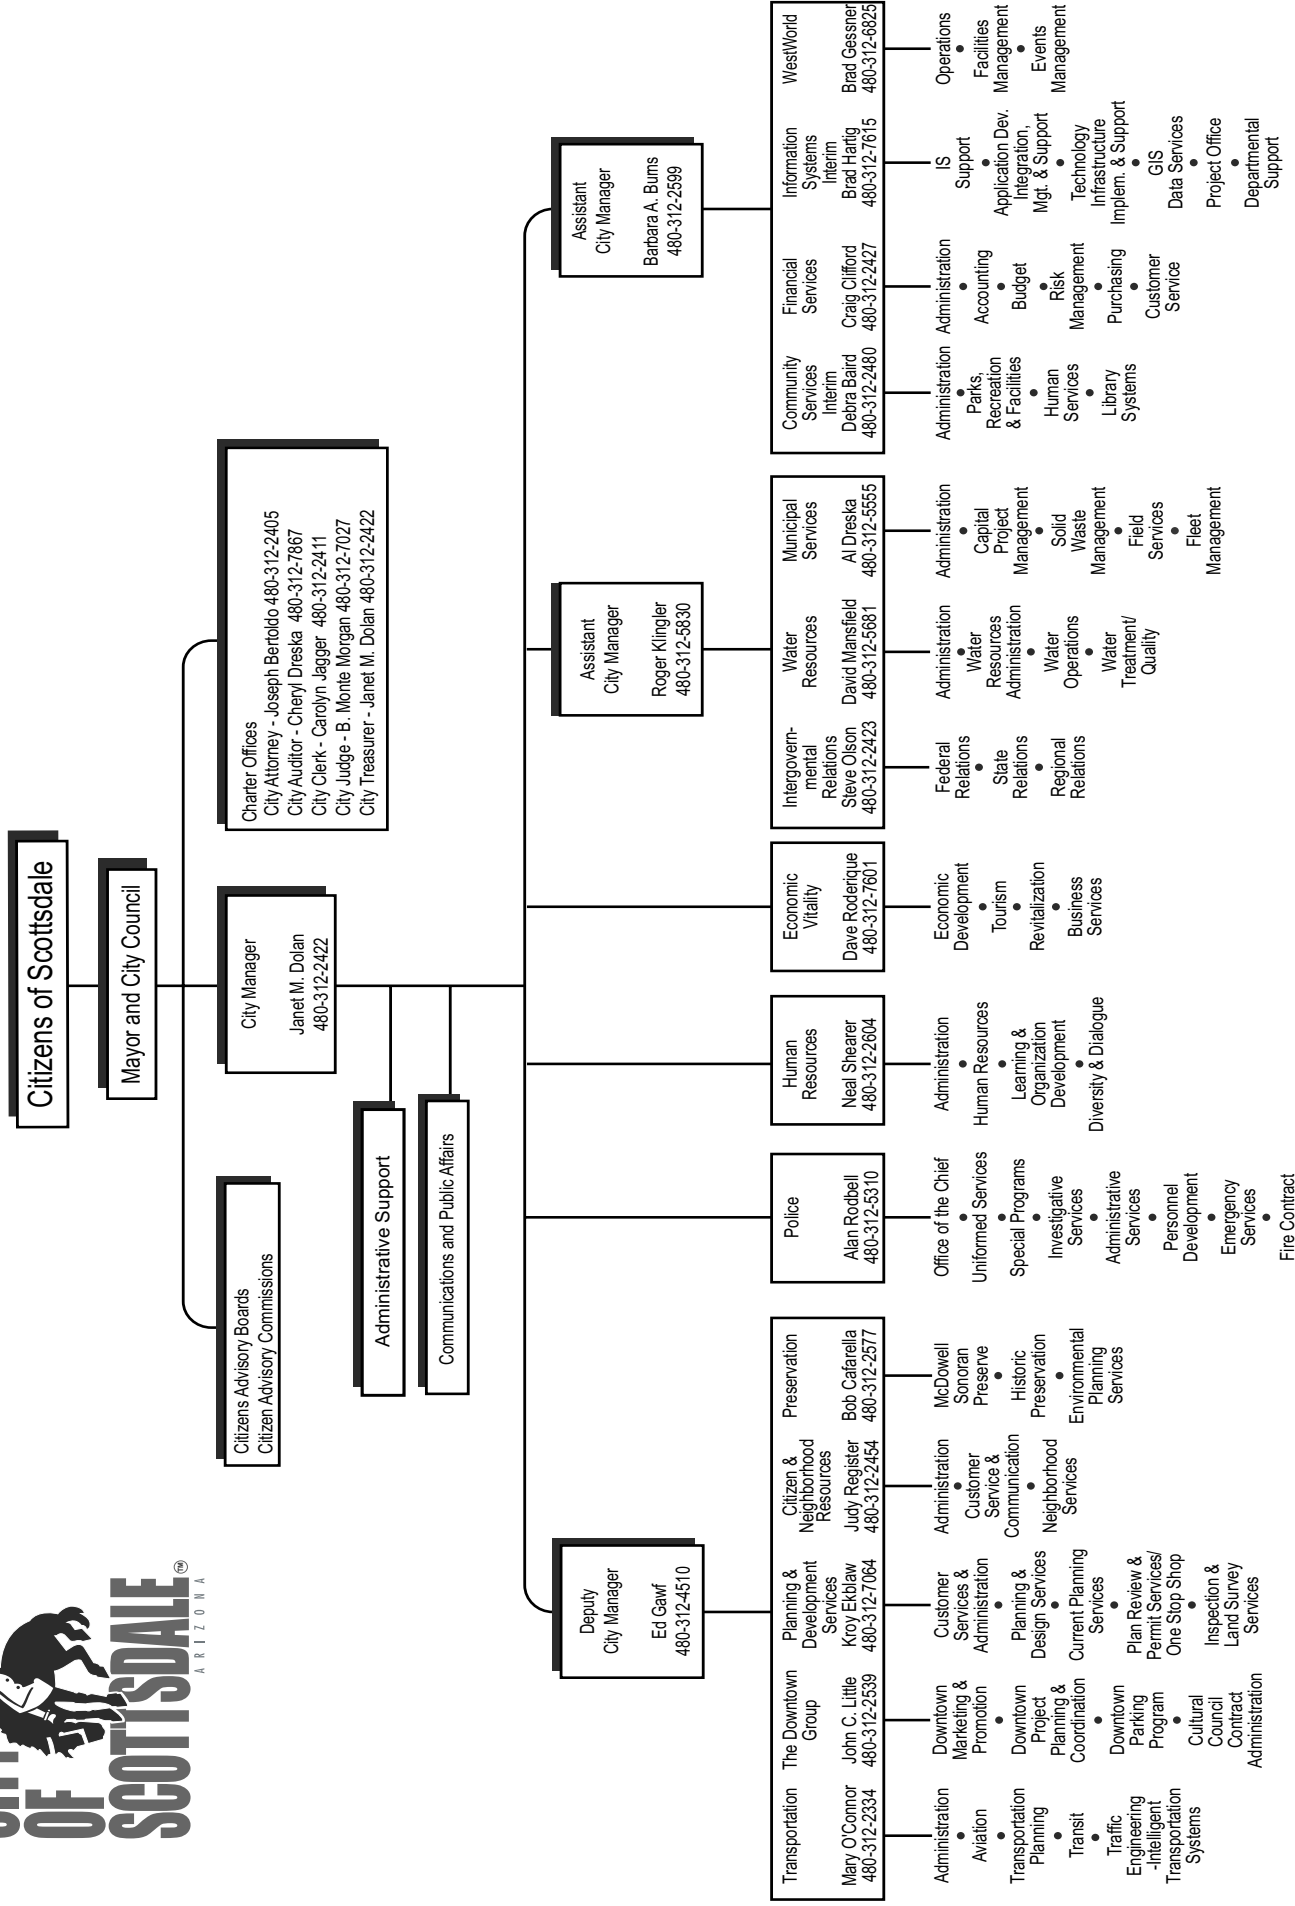 CITY
OF
SCOTTSDALE
TM
ARIZONA
Citizens of Scottsdale
Mayor and City Council
Citizens Advisory Boards
Citizen Advisory Commissions
City Manager
Janet M. Dolan
480-312-2422
Charter Offices
City Attorney - Joseph Bertoldo 480-312-2405
City Auditor - Cheryl Dreska 480-312-7867
City Clerk - Carolyn Jagger 480-312-2411
City Judge - B. Monte Morgan 480-312-7027
City Treasurer - Janet M. Dolan 480-312-2422
Administrative Support
Communications and Public Affairs
Deputy
City Manager
Ed Gawf
480-312-4510
Assistant
City Manager
Roger Klingler
480-312-5830
Assistant
City Manager
Barbara A. Burns
480-312-2599
Transportation
Mary O'Connor
480-312-2334
Administration
•
Aviation
•
Transportation
Planning
•
Transit
•
Traffic
Engineering
-Intelligent
Transportation
Systems
The Downtown
Group
John C. Little
480-312-2539
Downtown
Marketing &
Promotion
•
Downtown
Project
Planning &
Coordination
•
Downtown
Parking
Program
•
Cultural
Council
Contract
Administration
Planning &
Development
Services
Kroy Ekblaw
480-312-7064
Customer
Services &
Administration
•
Planning &
Design Services
•
Current Planning
Services
•
Plan Review &
Permit Services/
One Stop Shop
•
Inspection &
Land Survey
Services
Citizen &
Neighborhood
Resources
Judy Register
480-312-2454
Administration
•
Customer
Service &
Communication
•
Neighborhood
Services
Preservation
Bob Cafarella
480-312-2577
McDowell
Sonoran
Preserve
•
Historic
Preservation
•
Environmental
Planning
Services
Police
Alan Rodbell
480-312-5310
Office of the Chief
•
Uniformed Services
•
Special Programs
•
Investigative
Services
•
Administrative
Services
•
Personnel
Development
•
Emergency
Services
•
Fire Contract
Human
Resources
Neal Shearer
480-312-2604
Administration
•
Human Resources
•
Learning &
Organization
Development
•
Diversity & Dialogue
Economic
Vitality
Dave Roderique
480-312-7601
Economic
Development
•
Tourism
•
Revitalization
•
Business
Services
Intergovern-
mental
Relations
Steve Olson
480-312-2423
Federal
Relations
•
State
Relations
•
Regional
Relations
Water
Resources
David Mansfield
480-312-5681
Administration
•
Water
Resources
Administration
•
Water
Operations
•
Water
Treatment/
Quality
Municipal
Services
Al Dreska
480-312-5555
Administration
•
Capital
Project
Management
•
Solid
Waste
Management
•
Field
Services
•
Fleet
Management
Community
Services
Interim
Debra Baird
480-312-2480
Administration
•
Parks,
Recreation
& Facilities
•
Human
Services
•
Library
Systems
Financial
Services
Craig Clifford
480-312-2427
Administration
•
Accounting
•
Budget
•
Risk
Management
•
Purchasing
•
Customer
Service
Information
Systems
Interim
Brad Hartig
480-312-7615
IS
Support
•
Application Dev.
Integration,
Mgt. & Support
•
Technology
Infrastructure
Implem. & Support
•
GIS
Data Services
•
Project Office
•
Departmental
Support
WestWorld
Brad Gessner
480-312-6825
Operations
•
Facilities
Management
•
Events
Management